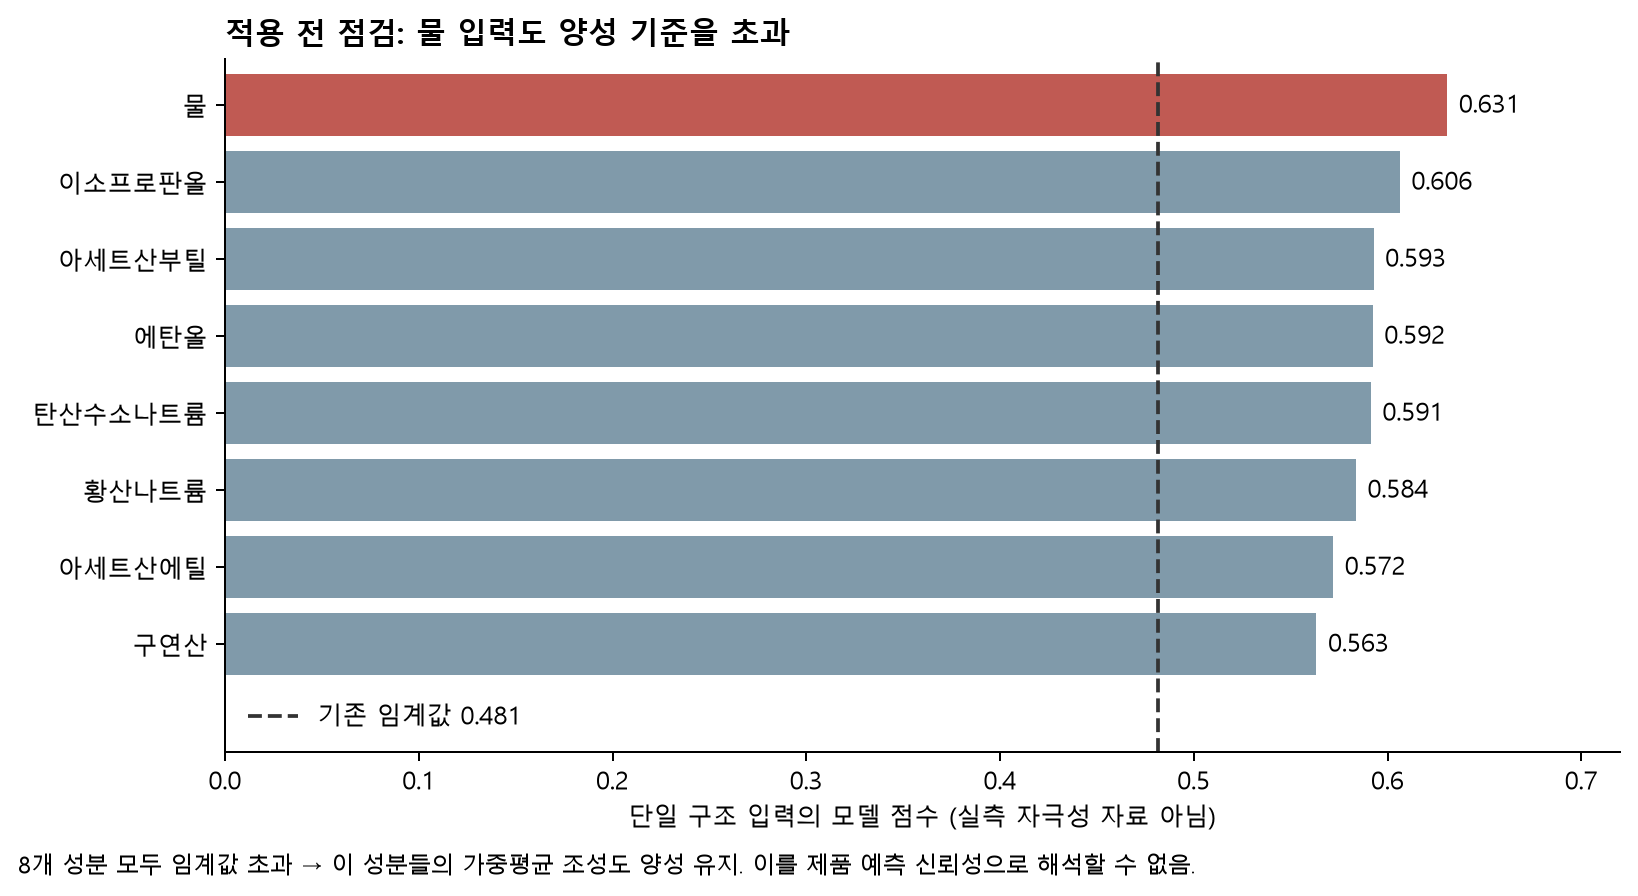 적용 전 점검: 물 입력도 양성 기준을 초과
물 0.631
이소프로판올 0.606
아세트산부틸 0.593
에탄올 0.592
탄산수소나트륨 0.591
황산나트륨 0.584
아세트산에틸 0.572
구연산 0.563
기존 임계값 0.481
0.0 0.1 0.2 0.3 0.4 0.5 0.6 0.7
단일 구조 입력의 모델 점수 (실측 자극성 자료 아님)
8개 성분 모두 임계값 초과 → 이 성분들의 가중평균 조성도 양성 유지. 이를 제품 예측 신뢰성으로 해석할 수 없음.